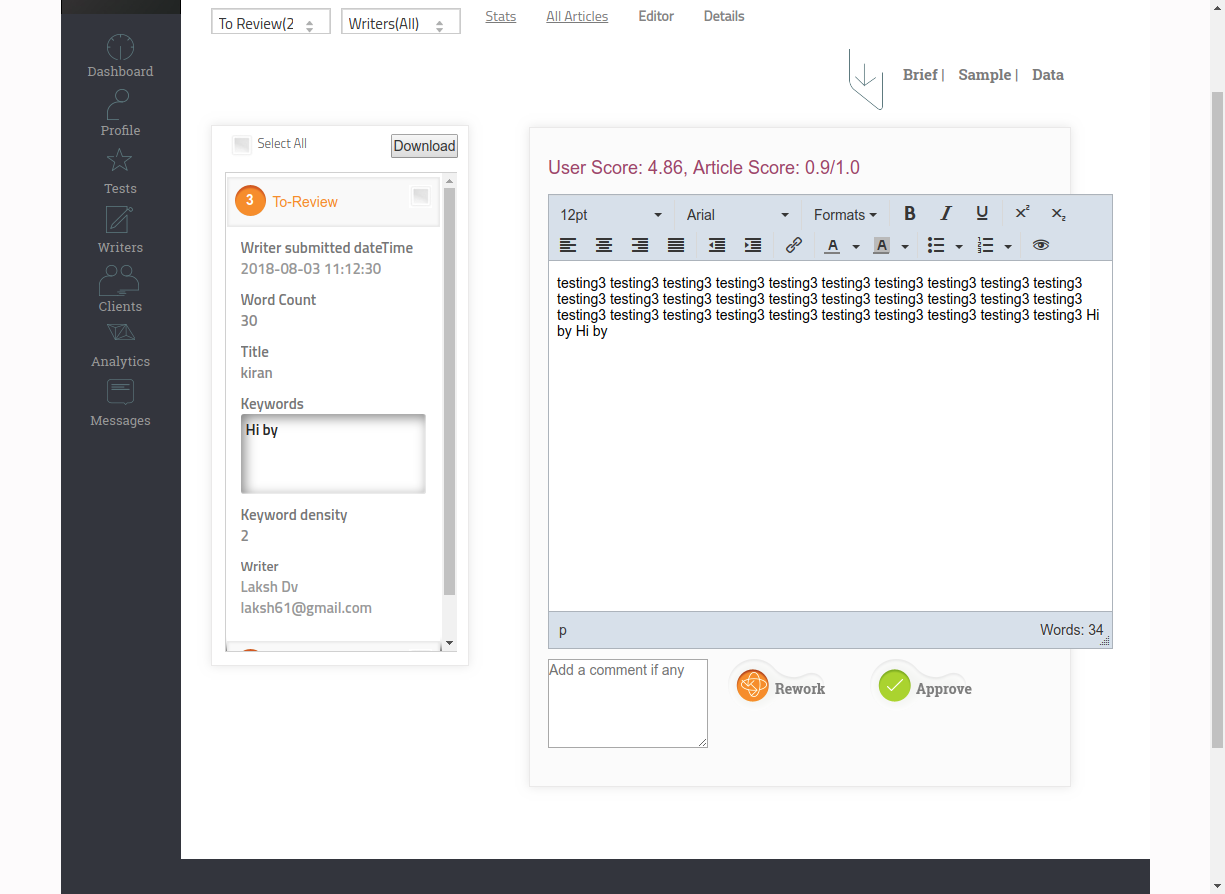 To Review(2
Writers(All)
Stats
All Articles
Editor
Details
Dashboard
Profile
Tests
Writers
Clients
Analytics
Messages
Brief |
Sample |
Data
Select All
Download
3
To-Review
Writer submitted dateTime
2018-08-03 11:12:30
Word Count
30
Title
kiran
Keywords
Hi by
Keyword density
2
Writer
Laksh Dv
laksh61@gmail.com
User Score: 4.86, Article Score: 0.9/1.0
12pt
Arial
Formats
B
I
U
x²
x₂
A
A
testing3 testing3 testing3 testing3 testing3 testing3 testing3 testing3 testing3 testing3
testing3 testing3 testing3 testing3 testing3 testing3 testing3 testing3 testing3 testing3
testing3 testing3 testing3 testing3 testing3 testing3 testing3 testing3 testing3 testing3 Hi
by Hi by
p
Words: 34
Add a comment if any
Rework
Approve